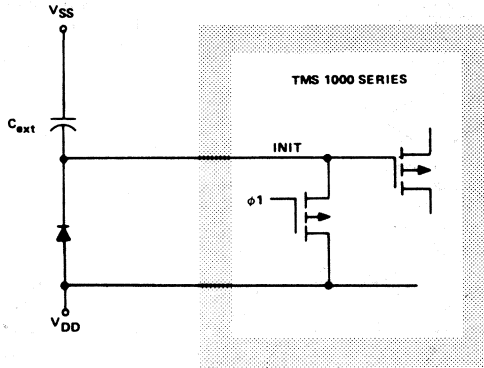 VSS
TMS 1000 SERIES
Cext
INIT
φ1
VDD